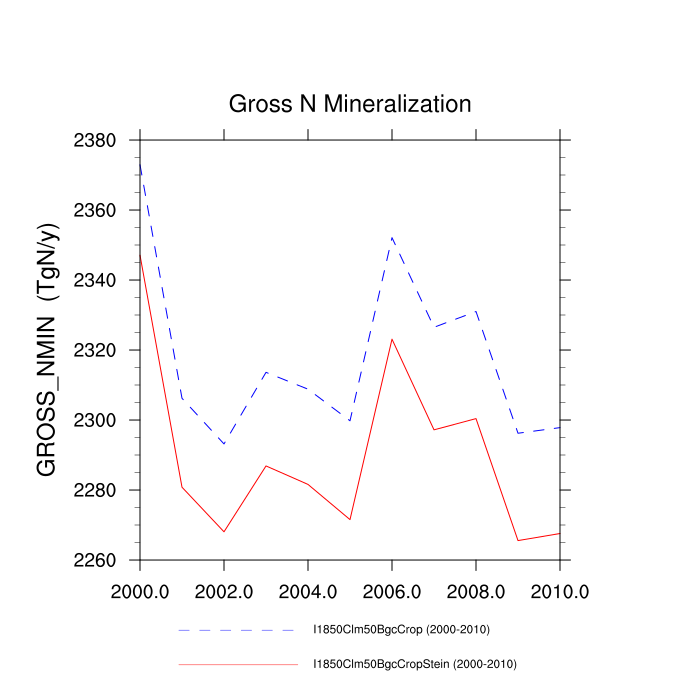 Gross N Mineralization
GROSS_NMIN (TgN/y)
2380
2360
2340
2320
2300
2280
2260
2000.0 2002.0 2004.0 2006.0 2008.0 2010.0
I1850Clm50BgcCrop (2000-2010)
I1850Clm50BgcCropStein (2000-2010)